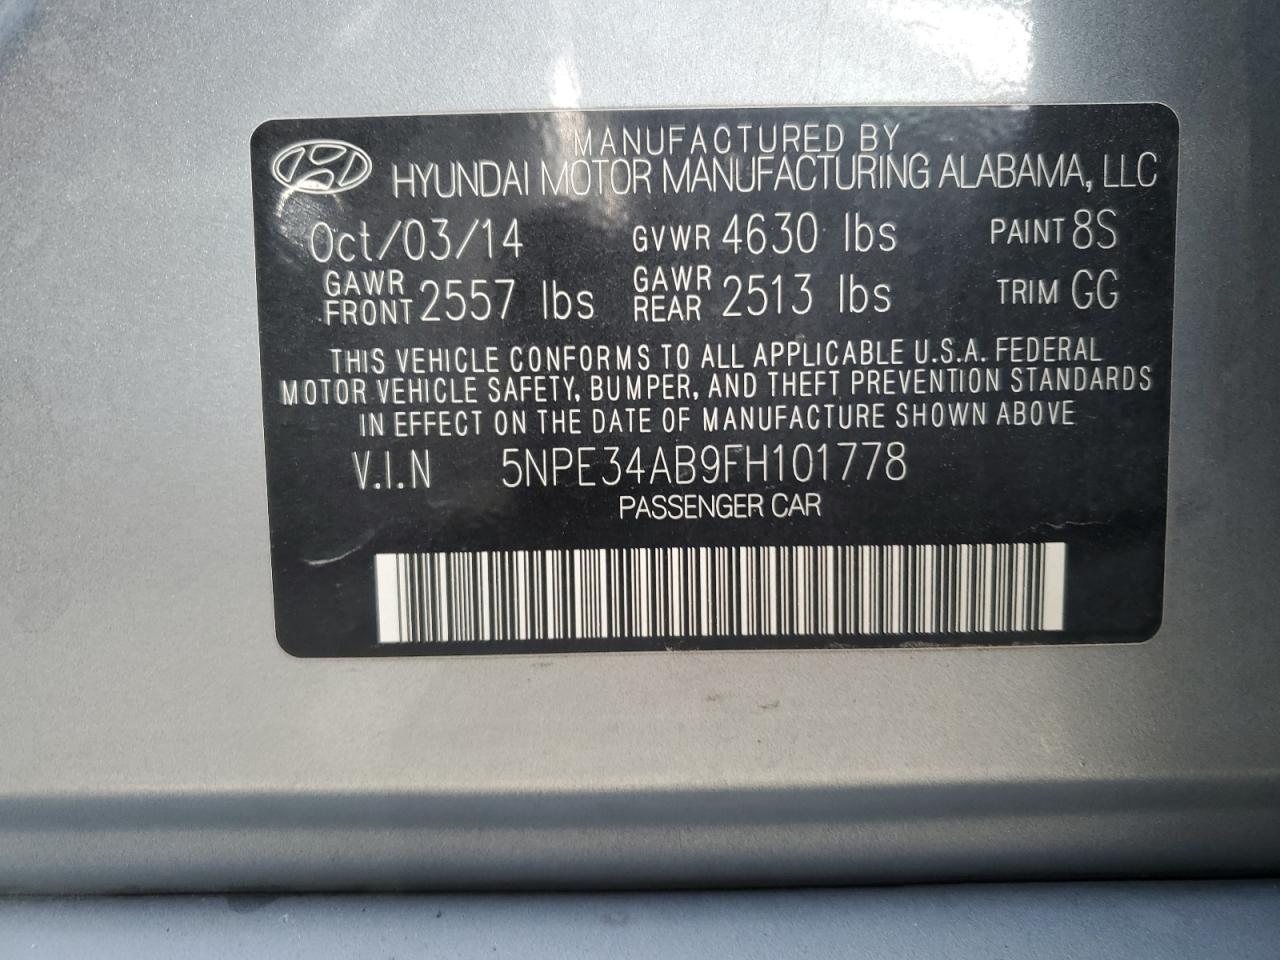 MANUFACTURED BY
HYUNDAI MOTOR MANUFACTURING ALABAMA, LLC
Oct/03/14 GVWR 4630 lbs PAINT 8S
GAWR FRONT 2557 lbs GAWR REAR 2513 lbs TRIM GG
THIS VEHICLE CONFORMS TO ALL APPLICABLE U.S.A. FEDERAL
MOTOR VEHICLE SAFETY, BUMPER, AND THEFT PREVENTION STANDARDS
IN EFFECT ON THE DATE OF MANUFACTURE SHOWN ABOVE
V.I.N 5NPE34AB9FH101778
PASSENGER CAR